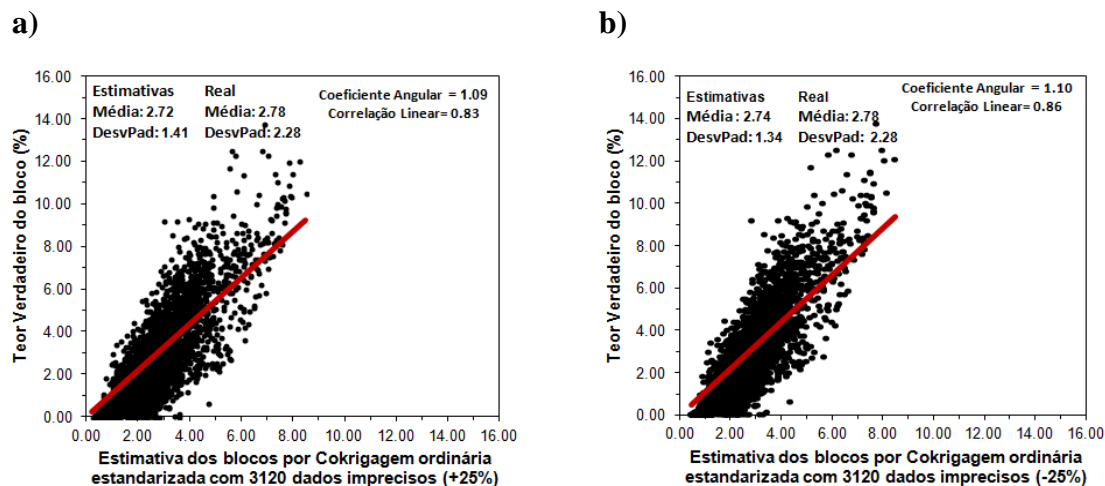 a)
16.00
14.00
12.00
10.00
8.00
6.00
4.00
2.00
0.00
Teor Verdadeiro do bloco (%)
Estimativas Real
Média: 2.72 Média: 2.78
DesvPad: 1.41 DesvPad: 2.28
Coeficiente Angular = 1.09
Correlação Linear= 0.83
0.00 2.00 4.00 6.00 8.00 10.00 12.00 14.00 16.00
Estimativa dos blocos por Cokrigagem ordinária
estandarizada com 3120 dados imprecisos (+25%)
b)
16.00
14.00
12.00
10.00
8.00
6.00
4.00
2.00
0.00
Teor Verdadeiro do bloco (%)
Estimativas Real
Média: 2.74 Média: 2.78
DesvPad: 1.34 DesvPad: 2.28
Coeficiente Angular = 1.10
Correlação Linear= 0.86
0.00 2.00 4.00 6.00 8.00 10.00 12.00 14.00 16.00
Estimativa dos blocos por Cokrigagem ordinária
estandarizada com 3120 dados imprecisos (-25%)